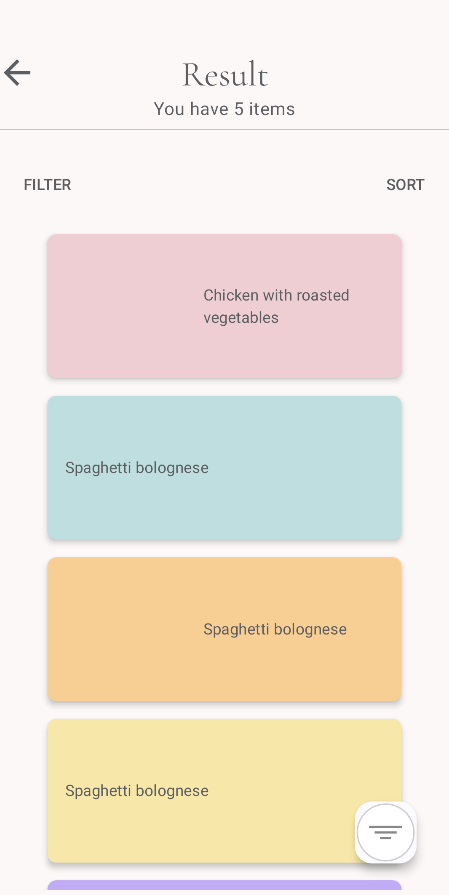 Result
You have 5 items
FILTER
SORT
Chicken with roasted
vegetables
Spaghetti bolognese
Spaghetti bolognese
Spaghetti bolognese